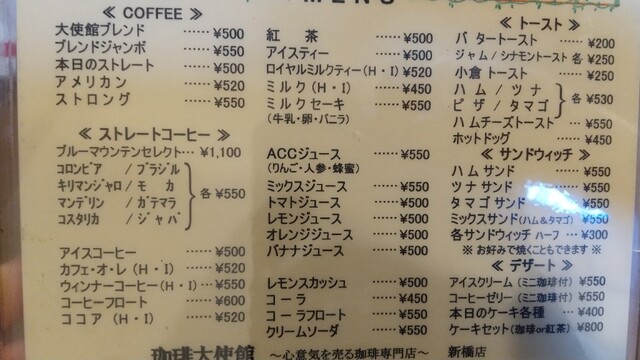 MENU
≪ COFFEE ≫
大使館ブレンド ‥‥‥ ¥500
ブレンドジャンボ ‥‥‥ ¥550
本日のストレート ‥‥‥ ¥500
アメリカン ‥‥‥ ¥520
ストロング ‥‥‥ ¥550
≪ ストレートコーヒー ≫
ブルーマウンテンセレクト‥‥ ¥1,100
コロンビア / ブラジル
キリマンジャロ / モカ
マンデリン / ガテマラ
コスタリカ / ジャバ
各 ¥550
アイスコーヒー ‥‥‥ ¥500
カフェ・オ・レ (H・I) ‥‥‥ ¥520
ウィンナーコーヒー(H・I)‥‥ ¥550
コーヒーフロート ‥‥‥ ¥600
ココア (H・I) ‥‥‥ ¥520
紅茶 ‥‥‥ ¥500
アイスティー ‥‥‥ ¥500
ロイヤルミルクティー(H・I) ¥520
ミルク (H・I) ‥‥‥ ¥450
ミルクセーキ ‥‥‥ ¥550
(牛乳・卵・バニラ)
ACCジュース ‥‥‥ ¥550
(りんご・人参・蜂蜜)
ミックスジュース ‥‥‥ ¥550
トマトジュース ‥‥‥ ¥500
レモンジュース ‥‥‥ ¥500
オレンジジュース ‥‥‥ ¥500
バナナジュース ‥‥‥ ¥500
レモンスカッシュ ‥‥‥ ¥500
コーラ ‥‥‥ ¥450
コーラフロート ‥‥‥ ¥550
クリームソーダ ‥‥‥ ¥550
≪ トースト ≫
バタートースト ‥‥‥ ¥200
ジャム/シナモントースト 各 ¥250
小倉トースト ‥‥‥ ¥250
ハム / ツナ
ピザ / タマゴ
各 ¥530
ハムチーズトースト ‥‥ ¥550
ホットドッグ ‥‥ ¥450
≪ サンドウィッチ ≫
ハムサンド ‥‥‥ ¥550
ツナサンド ‥‥‥ ¥550
タマゴサンド ‥‥‥ ¥550
ミックスサンド(ハム&タマゴ) ‥‥ ¥550
各サンドウィッチ ハーフ ‥‥ ¥300
※ お好みで焼くこともできます ※
≪ デザート ≫
アイスクリーム (ミニ珈琲付) ¥550
コーヒーゼリー (ミニ珈琲付) ¥550
本日のケーキ各種 ‥‥ ¥400
ケーキセット(珈琲or紅茶) ¥800
珈琲大使館 ～心意気を売る珈琲専門店～ 新橋店